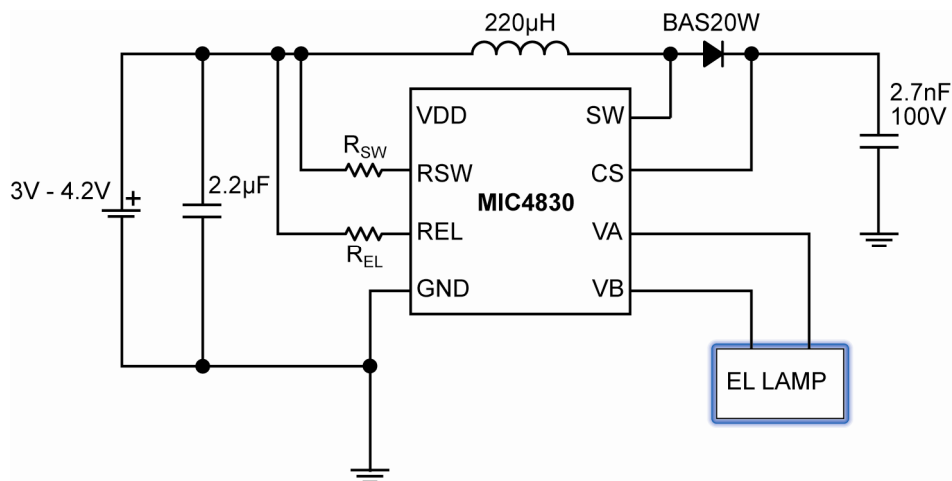 220µH
BAS20W
2.7nF
100V
VDD
SW
RSW
RSW
CS
3V - 4.2V
+
2.2µF
MIC4830
REL
REL
VA
GND
VB
EL LAMP